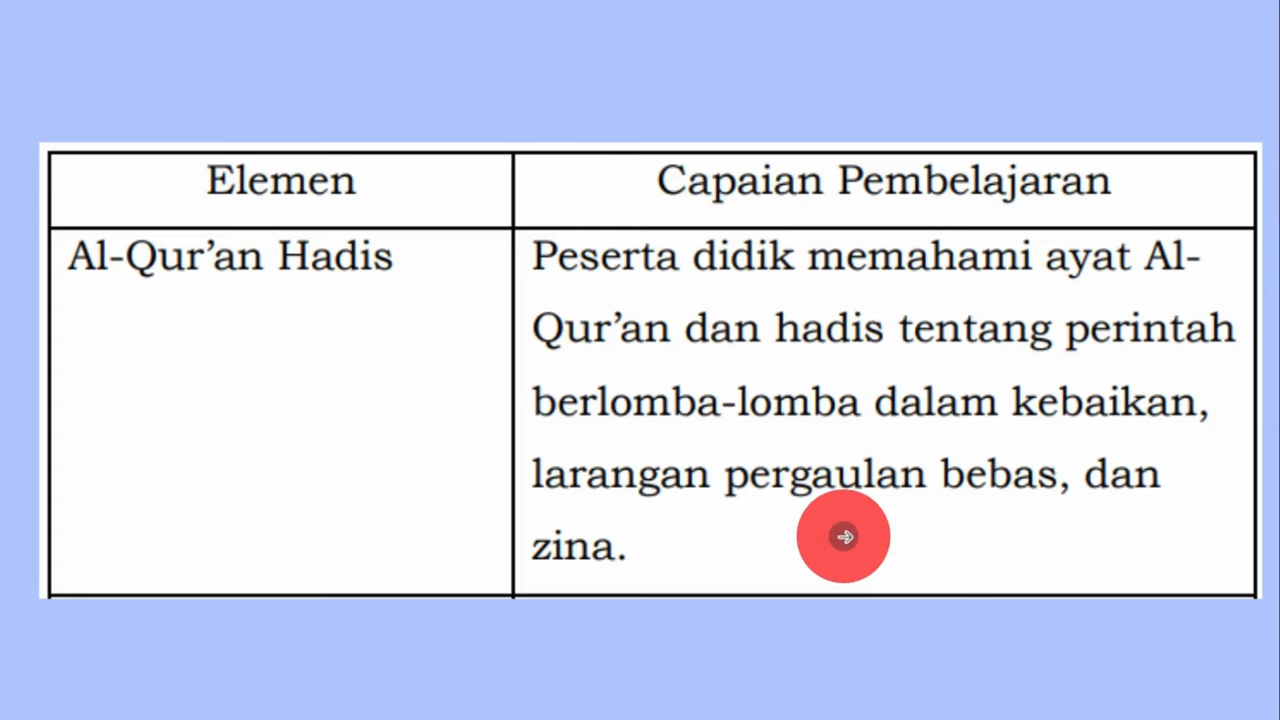 Elemen
Capaian Pembelajaran
Al-Qur’an Hadis
Peserta didik memahami ayat Al-
Qur’an dan hadis tentang perintah
berlomba-lomba dalam kebaikan,
larangan pergaulan bebas, dan
zina.